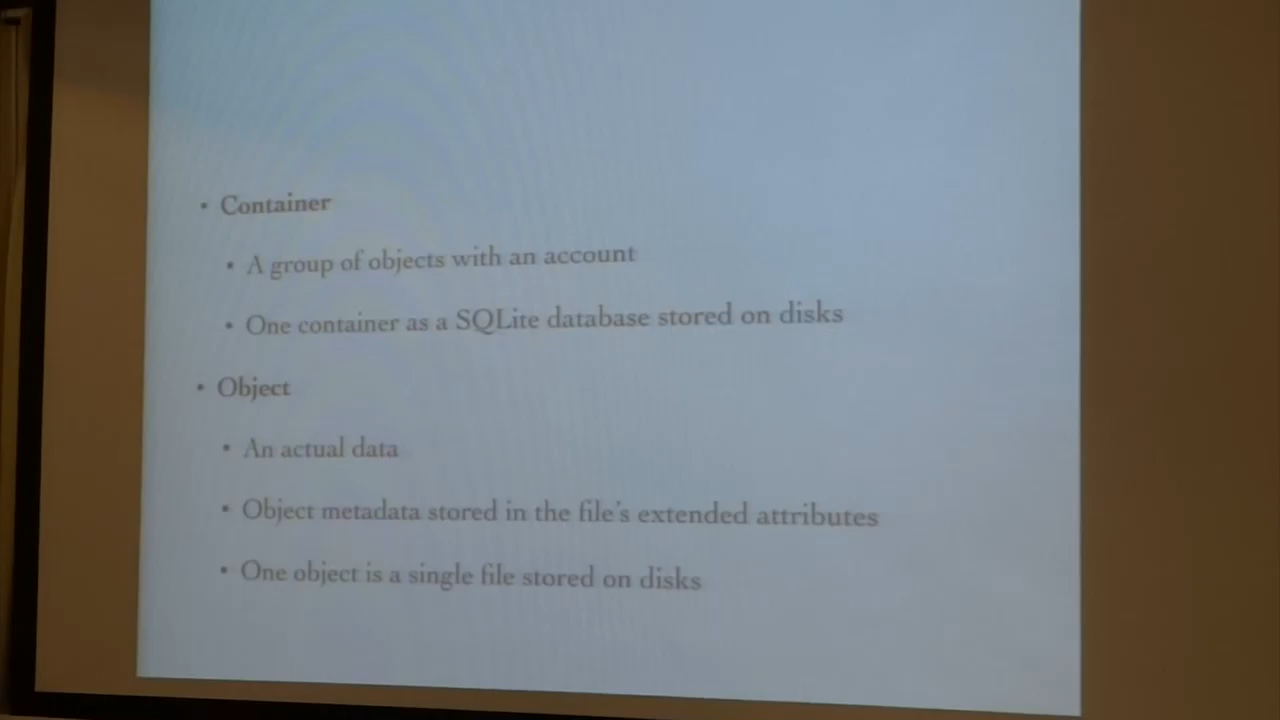 • Container
• A group of objects with an account
• One container as a SQLite database stored on disks
• Object
• An actual data
• Object metadata stored in the file's extended attributes
• One object is a single file stored on disks